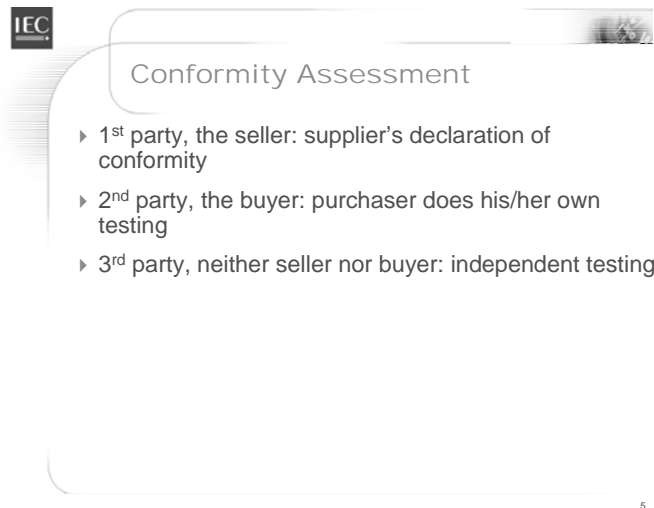 IEC
Conformity Assessment
1st party, the seller: supplier's declaration of
conformity
2nd party, the buyer: purchaser does his/her own
testing
3rd party, neither seller nor buyer: independent testing
5